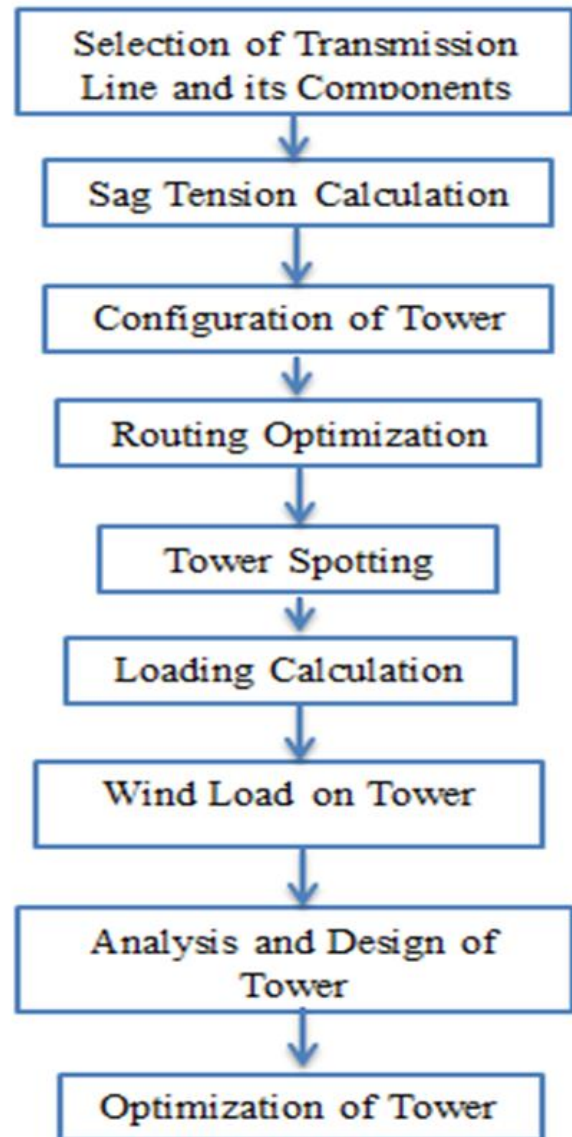 Selection of Transmission
Line and its Components
Sag Tension Calculation
Configuration of Tower
Routing Optimization
Tower Spotting
Loading Calculation
Wind Load on Tower
Analysis and Design of
Tower
Optimization of Tower